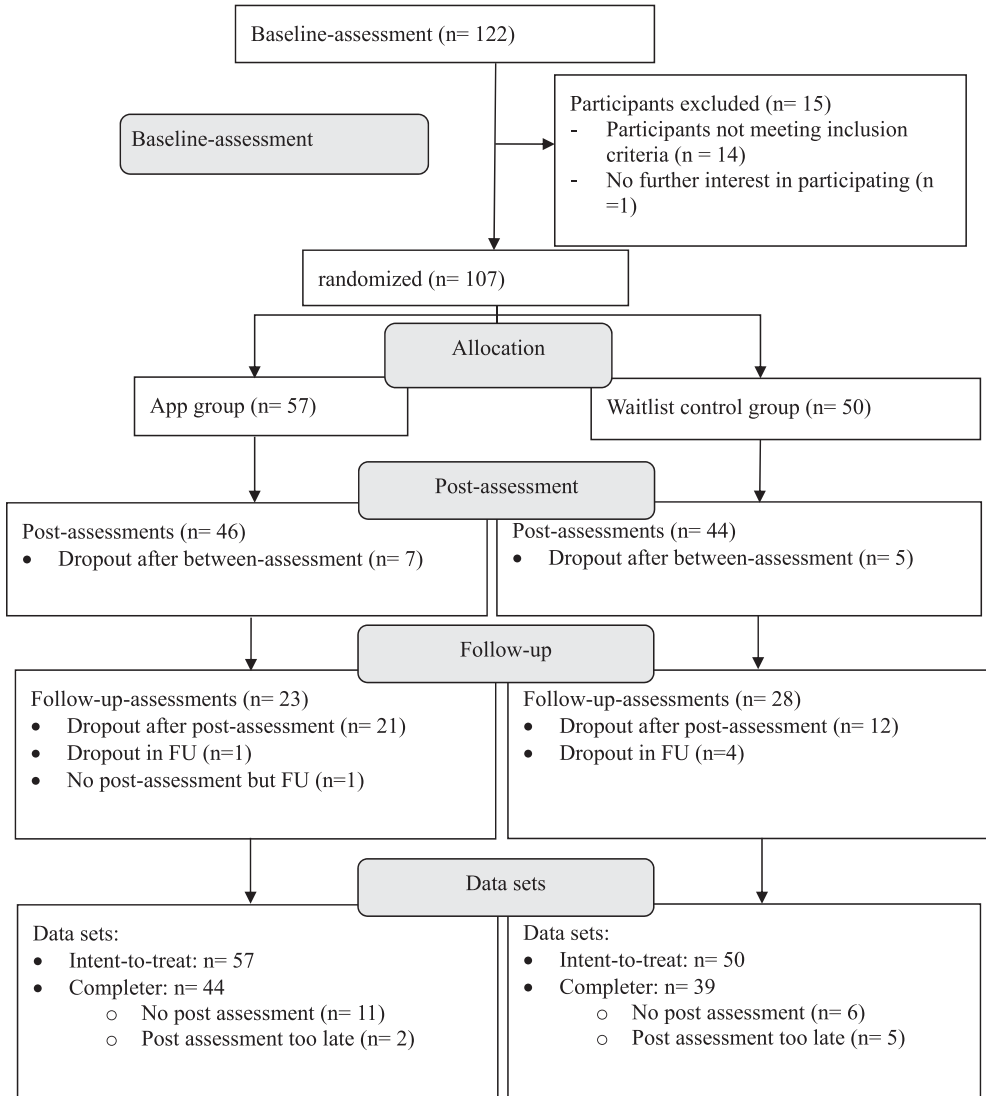 Baseline-assessment (n= 122)
Participants excluded (n= 15)
- Participants not meeting inclusion
criteria (n = 14)
- No further interest in participating (n
=1)
Baseline-assessment
randomized (n= 107)
Allocation
App group (n= 57)
Waitlist control group (n= 50)
Post-assessment
Post-assessments (n= 46)
• Dropout after between-assessment (n= 7)
Post-assessments (n= 44)
• Dropout after between-assessment (n= 5)
Follow-up
Follow-up-assessments (n= 23)
• Dropout after post-assessment (n= 21)
• Dropout in FU (n=1)
• No post-assessment but FU (n=1)
Follow-up-assessments (n= 28)
• Dropout after post-assessment (n= 12)
• Dropout in FU (n=4)
Data sets
Data sets:
• Intent-to-treat: n= 57
• Completer: n= 44
o No post assessment (n= 11)
o Post assessment too late (n= 2)
Data sets:
• Intent-to-treat: n= 50
• Completer: n= 39
o No post assessment (n= 6)
o Post assessment too late (n= 5)